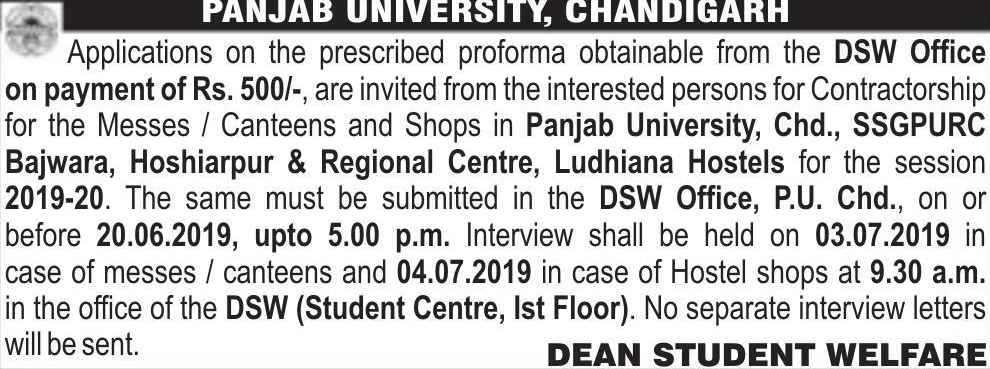 PANJAB UNIVERSITY, CHANDIGARH
Applications on the prescribed proforma obtainable from the DSW Office
on payment of Rs. 500/-, are invited from the interested persons for Contractorship
for the Messes / Canteens and Shops in Panjab University, Chd., SSGPURC
Bajwara, Hoshiarpur & Regional Centre, Ludhiana Hostels for the session
2019-20. The same must be submitted in the DSW Office, P.U. Chd., on or
before 20.06.2019, upto 5.00 p.m. Interview shall be held on 03.07.2019 in
case of messes / canteens and 04.07.2019 in case of Hostel shops at 9.30 a.m.
in the office of the DSW (Student Centre, Ist Floor). No separate interview letters
will be sent.
DEAN STUDENT WELFARE